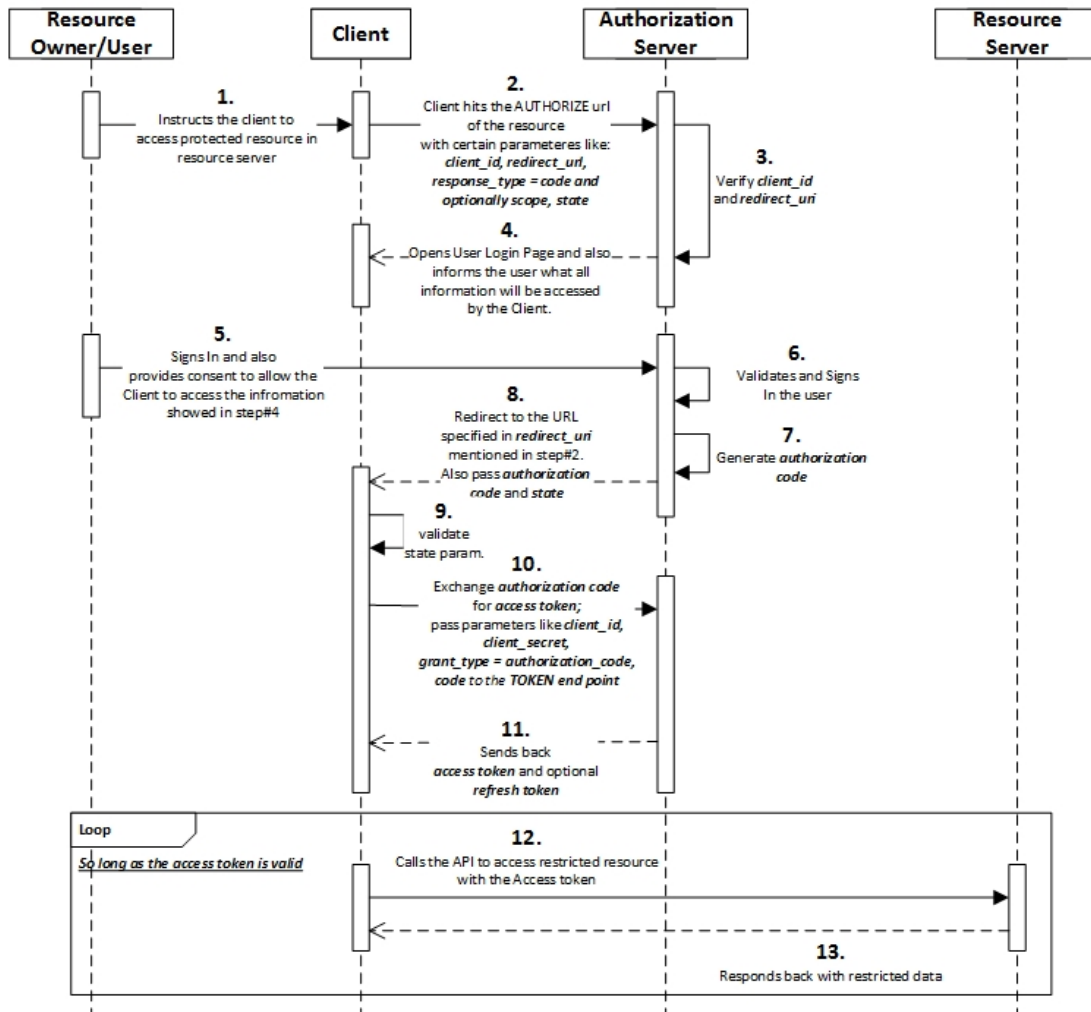 Resource
Owner/User
Client
Authorization
Server
Resource
Server
1.
Instructs the client to
access protected resource in
resource server
2.
Client hits the AUTHORIZE url
of the resource
with certain parameteres like:
client_id, redirect_url,
response_type = code and
optionally scope, state
3.
Verify client_id
and redirect_uri
4.
Opens User Login Page and also
informs the user what all
information will be accessed
by the Client.
5.
Signs In and also
provides consent to allow the
Client to access the infromation
showed in step#4
6.
Validates and Signs
In the user
7.
Generate authorization
code
8.
Redirect to the URL
specified in redirect_uri
mentioned in step#2.
Also pass authorization
code and state
9.
validate
state param.
10.
Exchange authorization code
for access token;
pass parameters like client_id,
client_secret,
grant_type = authorization_code,
code to the TOKEN end point
11.
Sends back
access token and optional
refresh token
Loop
So long as the access token is valid
12.
Calls the API to access restricted resource
with the Access token
13.
Responds back with restricted data